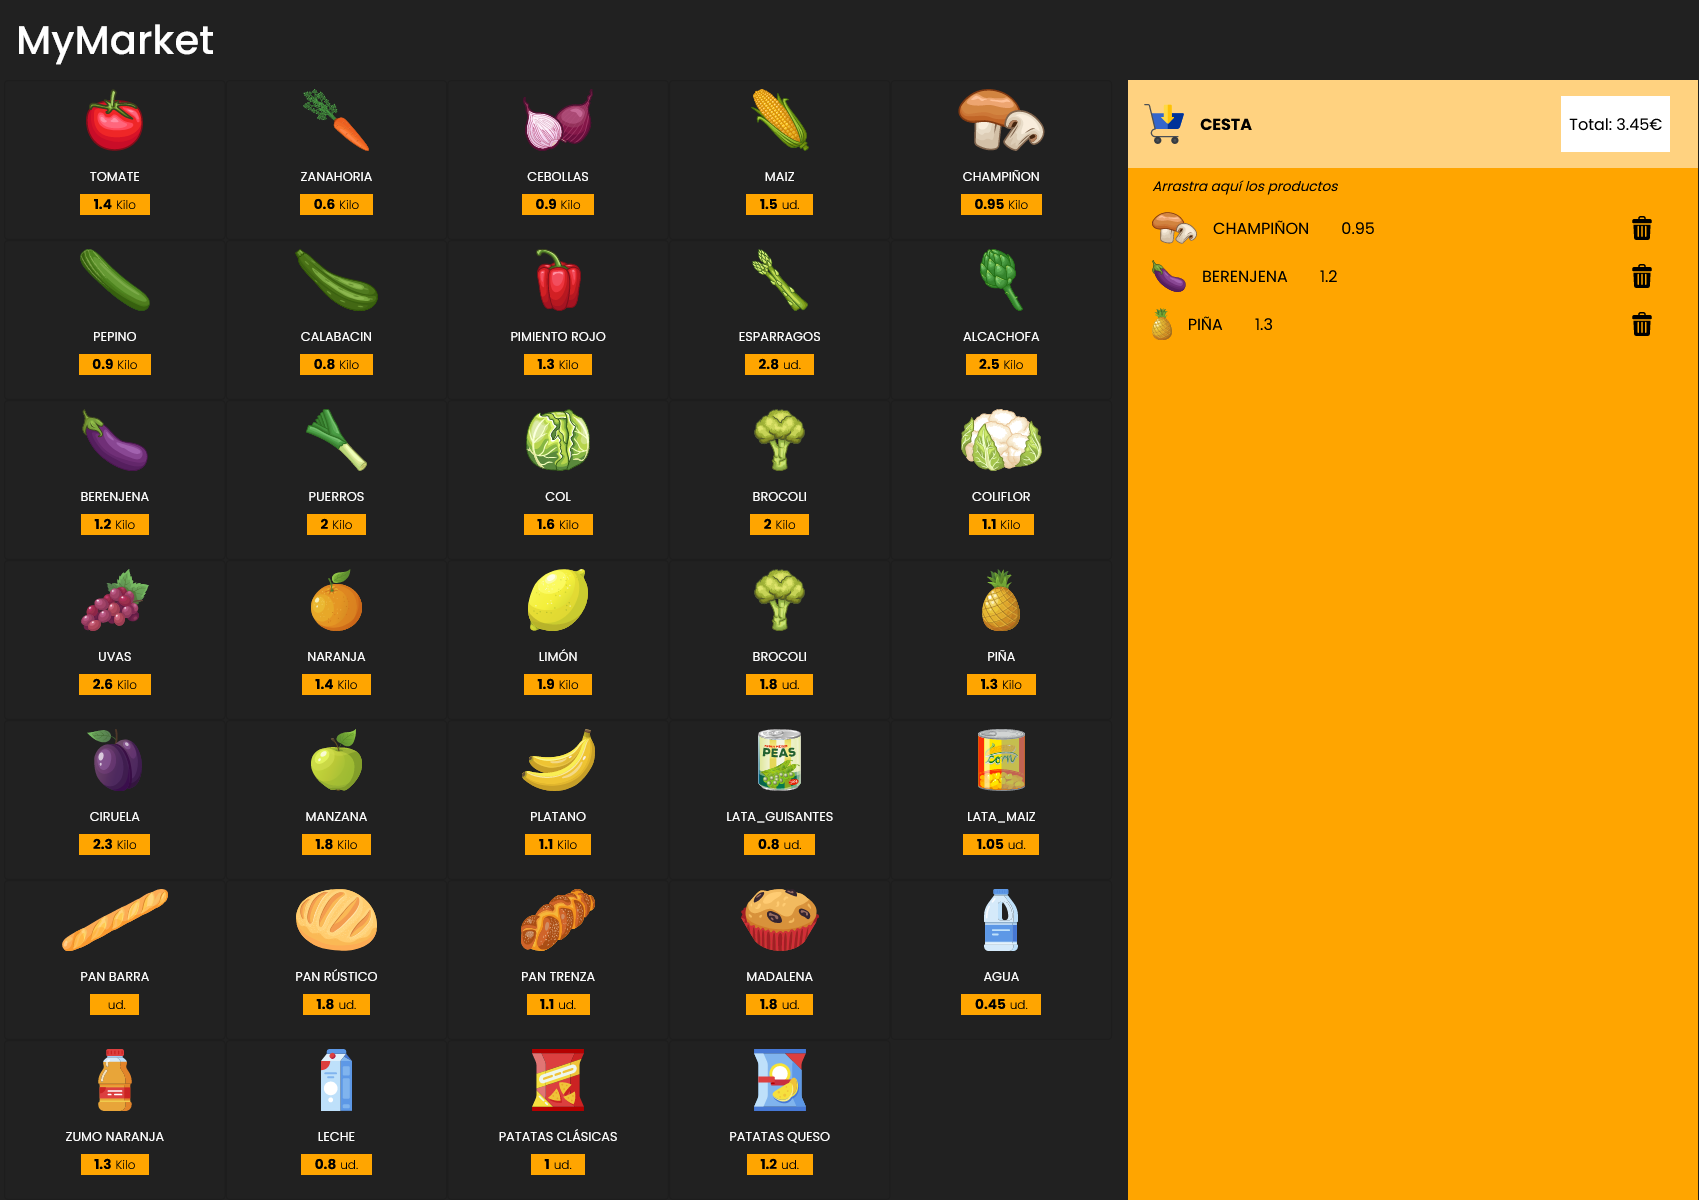 MyMarket
TOMATE
1.4 Kilo
ZANAHORIA
0.6 Kilo
CEBOLLAS
0.9 Kilo
MAIZ
1.5 ud.
CHAMPIÑON
0.95 Kilo
PEPINO
0.9 Kilo
CALABACIN
0.8 Kilo
PIMIENTO ROJO
1.3 Kilo
ESPARRAGOS
2.8 ud.
ALCACHOFA
2.5 Kilo
BERENJENA
1.2 Kilo
PUERROS
2 Kilo
COL
1.6 Kilo
BROCOLI
2 Kilo
COLIFLOR
1.1 Kilo
UVAS
2.6 Kilo
NARANJA
1.4 Kilo
LIMÓN
1.9 Kilo
BROCOLI
1.8 ud.
PIÑA
1.3 Kilo
CIRUELA
2.3 Kilo
MANZANA
1.8 Kilo
PLATANO
1.1 Kilo
PEAS
LATA_GUISANTES
0.8 ud.
LATA_MAIZ
1.05 ud.
PAN BARRA
ud.
PAN RÚSTICO
1.8 ud.
PAN TRENZA
1.1 ud.
MADALENA
1.8 ud.
AGUA
0.45 ud.
ZUMO NARANJA
1.3 Kilo
LECHE
0.8 ud.
PATATAS CLÁSICAS
1 ud.
PATATAS QUESO
1.2 ud.
CESTA
Total: 3.45€
Arrastra aquí los productos
CHAMPIÑON 0.95
BERENJENA 1.2
PIÑA 1.3